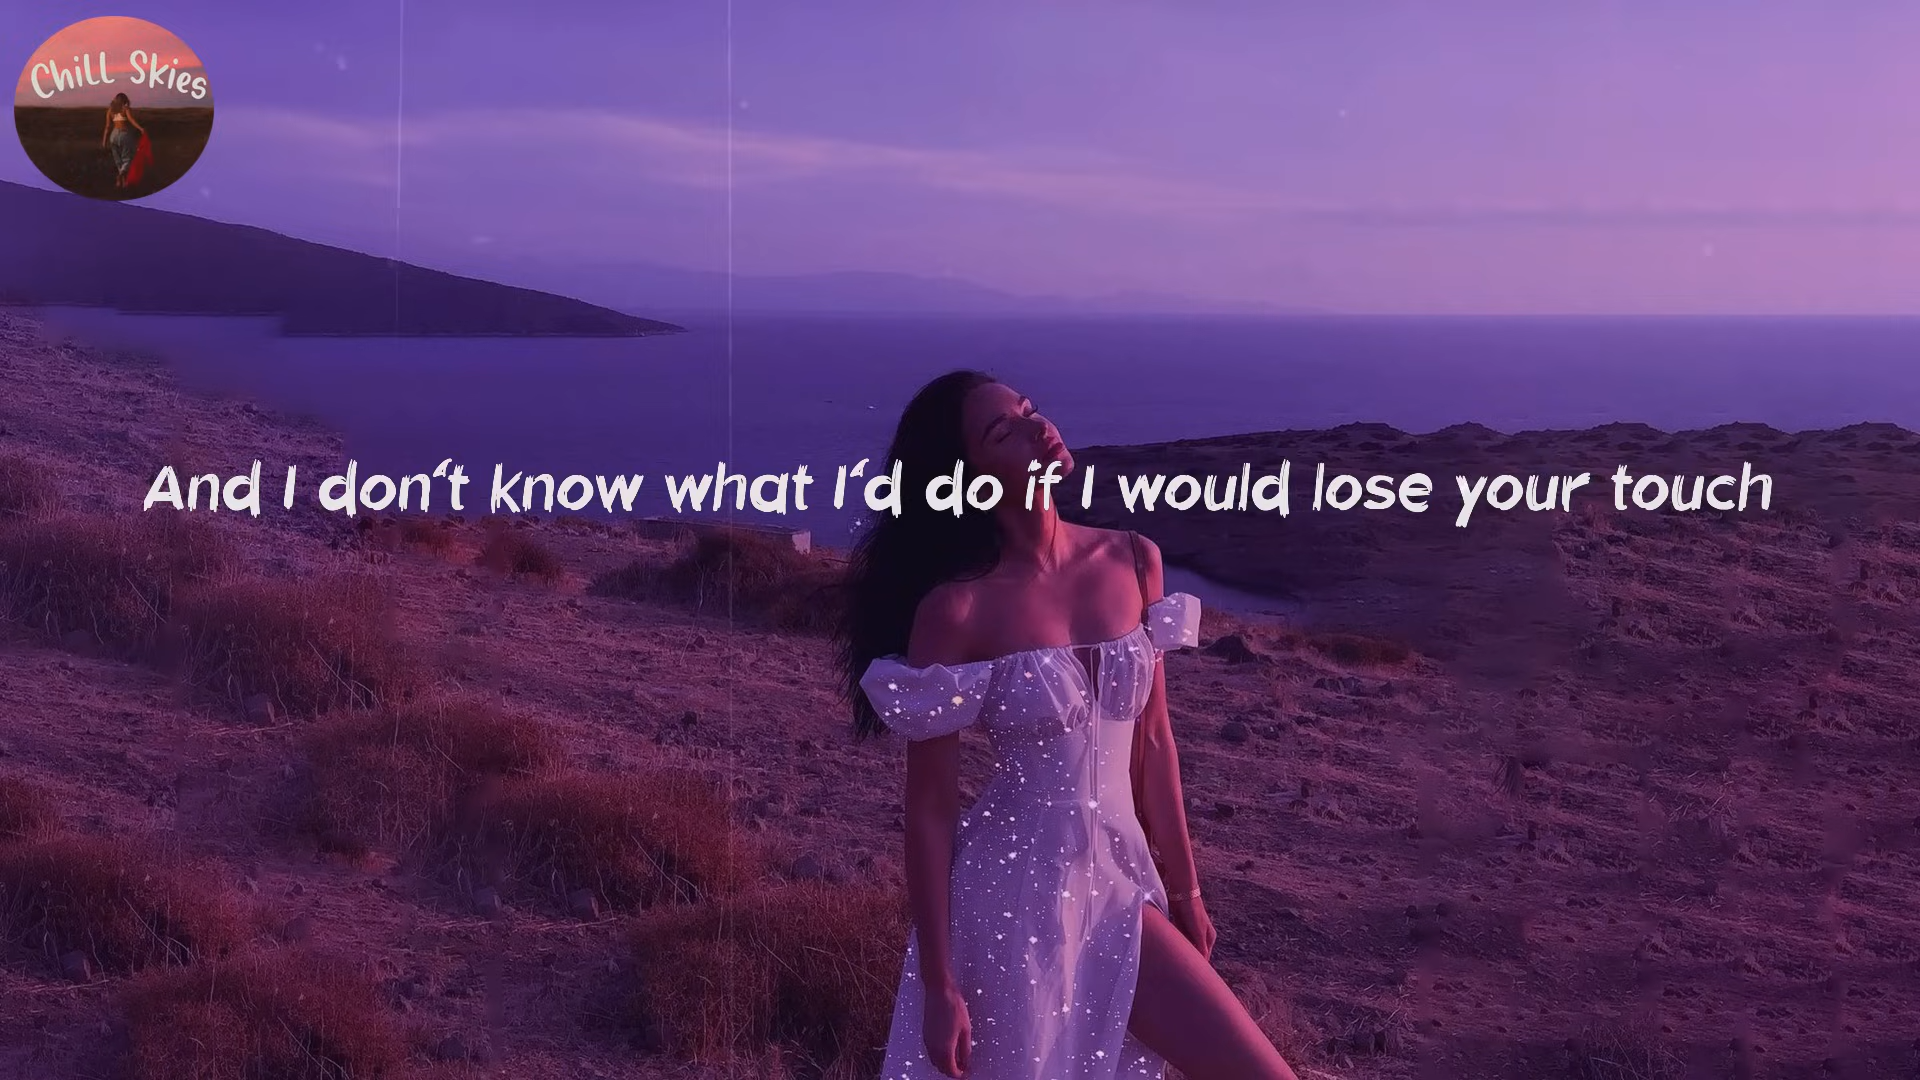 Chill Skies
And I don‘t know what I‘d do if I would lose your touch